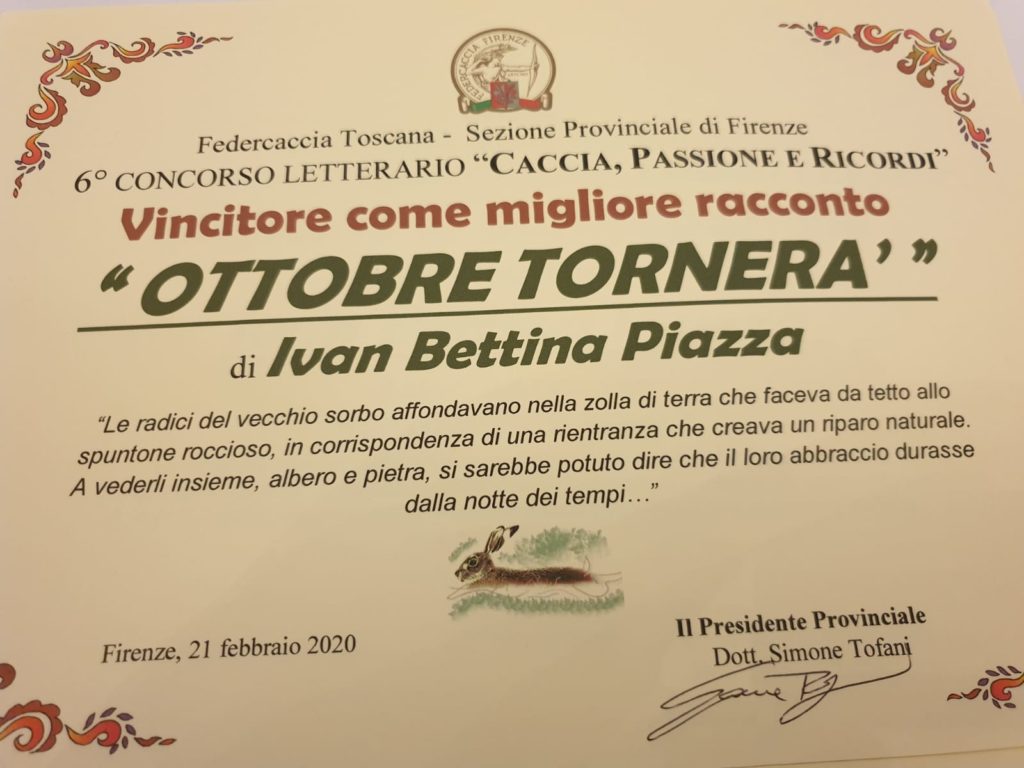 FEDERCACCIA FIRENZE
Federcaccia Toscana - Sezione Provinciale di Firenze
6° CONCORSO LETTERARIO “CACCIA, PASSIONE E RICORDI”
Vincitore come migliore racconto
“ OTTOBRE TORNERA’ ”
di Ivan Bettina Piazza
“Le radici del vecchio sorbo affondavano nella zolla di terra che faceva da tetto allo
spuntone roccioso, in corrispondenza di una rientranza che creava un riparo naturale.
A vederli insieme, albero e pietra, si sarebbe potuto dire che il loro abbraccio durasse
dalla notte dei tempi…”
Firenze, 21 febbraio 2020
Il Presidente Provinciale
Dott. Simone Tofani